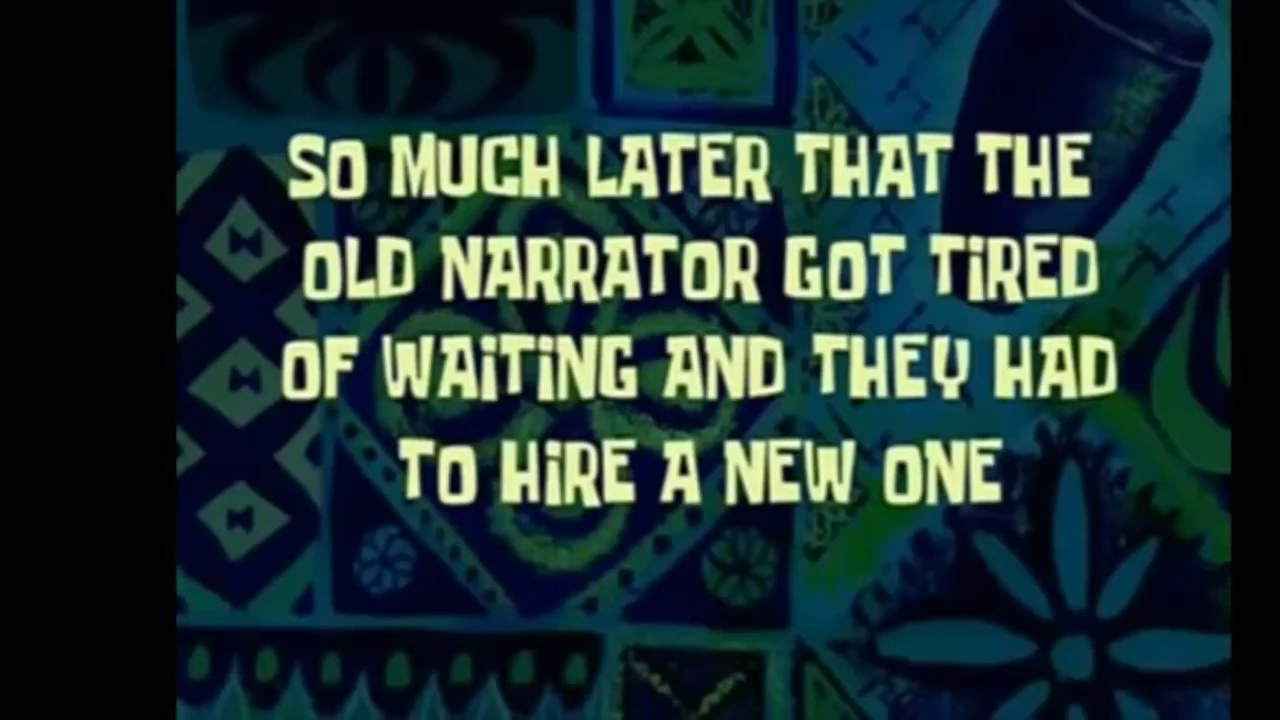 SO MUCH LATER THAT THE
OLD NARRATOR GOT TiRED
OF WAiTiNG AND THEY HAD
TO HiRE A NEW ONE